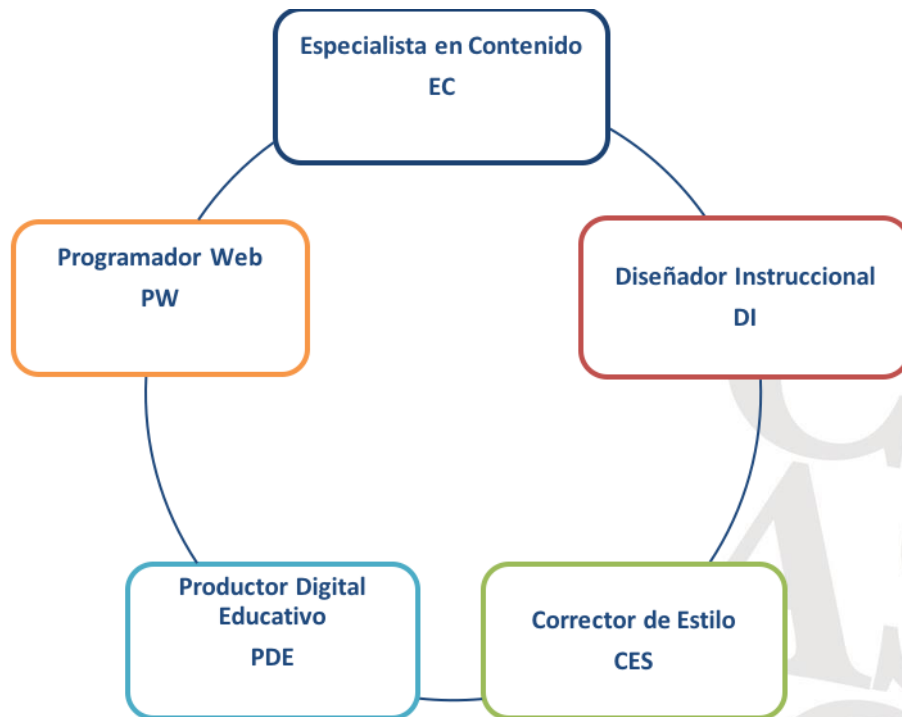 Especialista en Contenido
EC
Programador Web
PW
Diseñador Instruccional
DI
Productor Digital
Educativo
PDE
Corrector de Estilo
CES